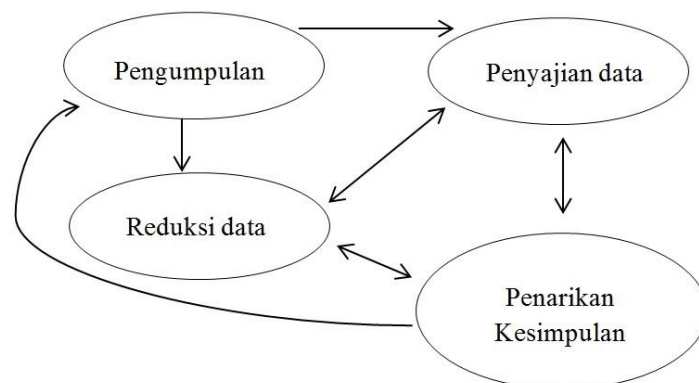 Pengumpulan
Penyajian data
Reduksi data
Penarikan
Kesimpulan